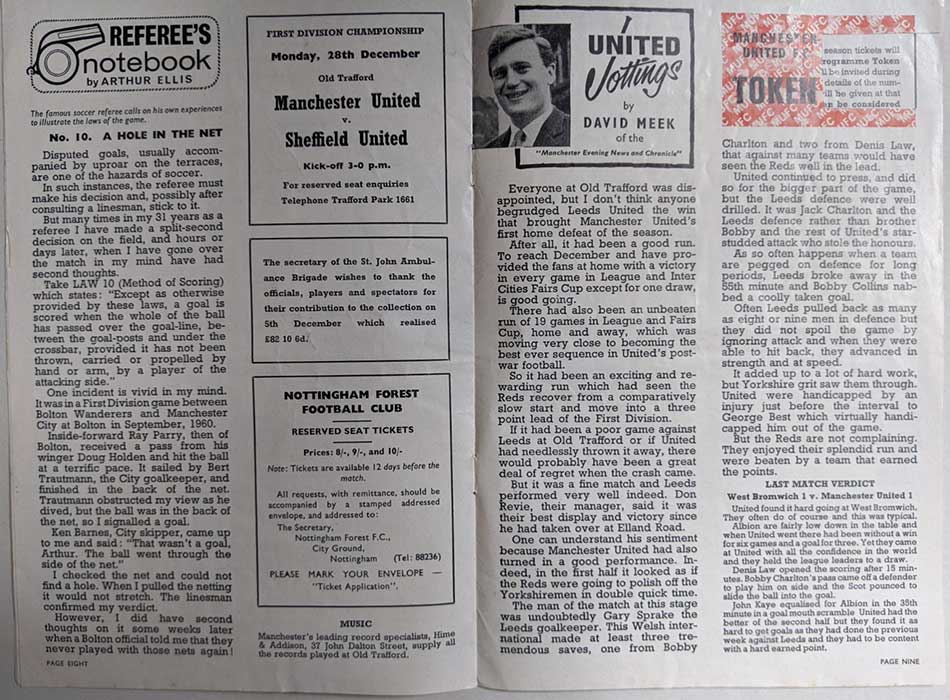 REFEREE'S
notebook
by ARTHUR ELLIS
The famous soccer referee calls on his own experiences
to illustrate the laws of the game.
No. 10. A HOLE IN THE NET
Disputed goals, usually accom-
panied by uproar on the terraces,
are one of the hazards of soccer.
In such instances, the referee must
make his decision and, possibly after
consulting a linesman, stick to it.
But many times in my 31 years as a
referee I have made a split-second
decision on the field, and hours or
days later, when I have gone over
the match in my mind have had
second thoughts.
Take LAW 10 (Method of Scoring)
which states: "Except as otherwise
provided by these laws, a goal is
scored when the whole of the ball
has passed over the goal-line, be-
tween the goal-posts and under the
crossbar, provided it has not been
thrown, carried or propelled by
hand or arm, by a player of the
attacking side."
One incident is vivid in my mind.
It was in a First Division game between
Bolton Wanderers and Manchester
City at Bolton in September, 1960.
Inside-forward Ray Parry, then of
Bolton, received a pass from his
winger Doug Holden and hit the ball
at a terrific pace. It sailed by Bert
Trautmann, the City goalkeeper, and
finished in the back of the net.
Trautmann obstructed my view as he
dived, but the ball was in the back of
the net, so I signalled a goal.
Ken Barnes, City skipper, came up
to me and said: "That wasn't a goal,
Arthur. The ball went through the
side of the net."
I checked the net and could not
find a hole. When I pulled the netting
it would not stretch. The linesman
confirmed my verdict.
However, I did have second
thoughts on it some weeks later
when a Bolton official told me that they
never played with those nets again!
PAGE EIGHT
FIRST DIVISION CHAMPIONSHIP
Monday, 28th December
Old Trafford
Manchester United
v.
Sheffield United
Kick-off 3-0 p.m.
For reserved seat enquiries
Telephone Trafford Park 1661
The secretary of the St. John Ambul-
ance Brigade wishes to thank the
officials, players and spectators for
their contribution to the collection on
5th December which realised
£82 10 6d.
NOTTINGHAM FOREST
FOOTBALL CLUB
RESERVED SEAT TICKETS
Prices: 8/-, 9/-, and 10/-
Note: Tickets are available 12 days before the
match.
All requests, with remittance, should be
accompanied by a stamped addressed
envelope, and addressed to:
The Secretary,
Nottingham Forest F.C.,
City Ground,
Nottingham (Tel: 88236)
PLEASE MARK YOUR ENVELOPE —
"Ticket Application".
MUSIC
Manchester's leading record specialists, Hime
& Addison, 37 John Dalton Street, supply all
the records played at Old Trafford.
UNITED
Jottings
by
DAVID MEEK
of the
"Manchester Evening News and Chronicle"
Everyone at Old Trafford was dis-
appointed, but I don't think anyone
begrudged Leeds United the win
that brought Manchester United's
first home defeat of the season.
After all, it had been a good run.
To reach December and have pro-
vided the fans at home with a victory
in every game in League and Inter
Cities Fairs Cup except for one draw,
is good going.
There had also been an unbeaten
run of 19 games in League and Fairs
Cup, home and away, which was
moving very close to becoming the
best ever sequence in United's post-
war football.
So it had been an exciting and re-
warding run which had seen the
Reds recover from a comparatively
slow start and move into a three
point lead of the First Division.
If it had been a poor game against
Leeds at Old Trafford or if United
had needlessly thrown it away, there
would probably have been a great
deal of regret when the crash came.
But it was a fine match and Leeds
performed very well indeed. Don
Revie, their manager, said it was
their best display and victory since
he had taken over at Elland Road.
One can understand his sentiment
because Manchester United had also
turned in a good performance. In-
deed, in the first half it looked as if
the Reds were going to polish off the
Yorkshiremen in double quick time.
The man of the match at this stage
was undoubtedly Gary Sprake the
Leeds goalkeeper. This Welsh inter-
national made at least three tre-
mendous saves, one from Bobby
MANCHESTER
UNITED F.C.
TOKEN
season tickets will
rogramme Token
ll be invited during
details of the num-
ill be given at that
n be considered
Charlton and two from Denis Law,
that against many teams would have
seen the Reds well in the lead.
United continued to press, and did
so for the bigger part of the game,
but the Leeds defence were well
drilled. It was Jack Charlton and the
Leeds defence rather than brother
Bobby and the rest of United's star-
studded attack who stole the honours.
As so often happens when a team
are pegged on defence for long
periods, Leeds broke away in the
55th minute and Bobby Collins nab-
bed a coolly taken goal.
Often Leeds pulled back as many
as eight or nine men in defence but
they did not spoil the game by
ignoring attack and when they were
able to hit back, they advanced in
strength and at speed.
It added up to a lot of hard work,
but Yorkshire grit saw them through.
United were handicapped by an
injury just before the interval to
George Best which virtually handi-
capped him out of the game.
But the Reds are not complaining.
They enjoyed their splendid run and
were beaten by a team that earned
the points.
LAST MATCH VERDICT
West Bromwich 1 v. Manchester United 1
United found it hard going at West Bromwich.
They often do of course and this was typical.
Albion are fairly low down in the table and
when United went there had been without a win
for six games and a goal for three. Yet they came
at United with all the confidence in the world
and they held the league leaders to a draw.
Denis Law opened the scoring after 15 min-
utes. Bobby Charlton's pass came off a defender
to play him on side and the Scot pounced to
slide the ball into the goal.
John Kaye equalised for Albion in the 35th
minute in a goal mouth scramble United had the
better of the second half but they found it as
hard to get goals as they had done the previous
week against Leeds and they had to be content
with a hard earned point.
PAGE NINE